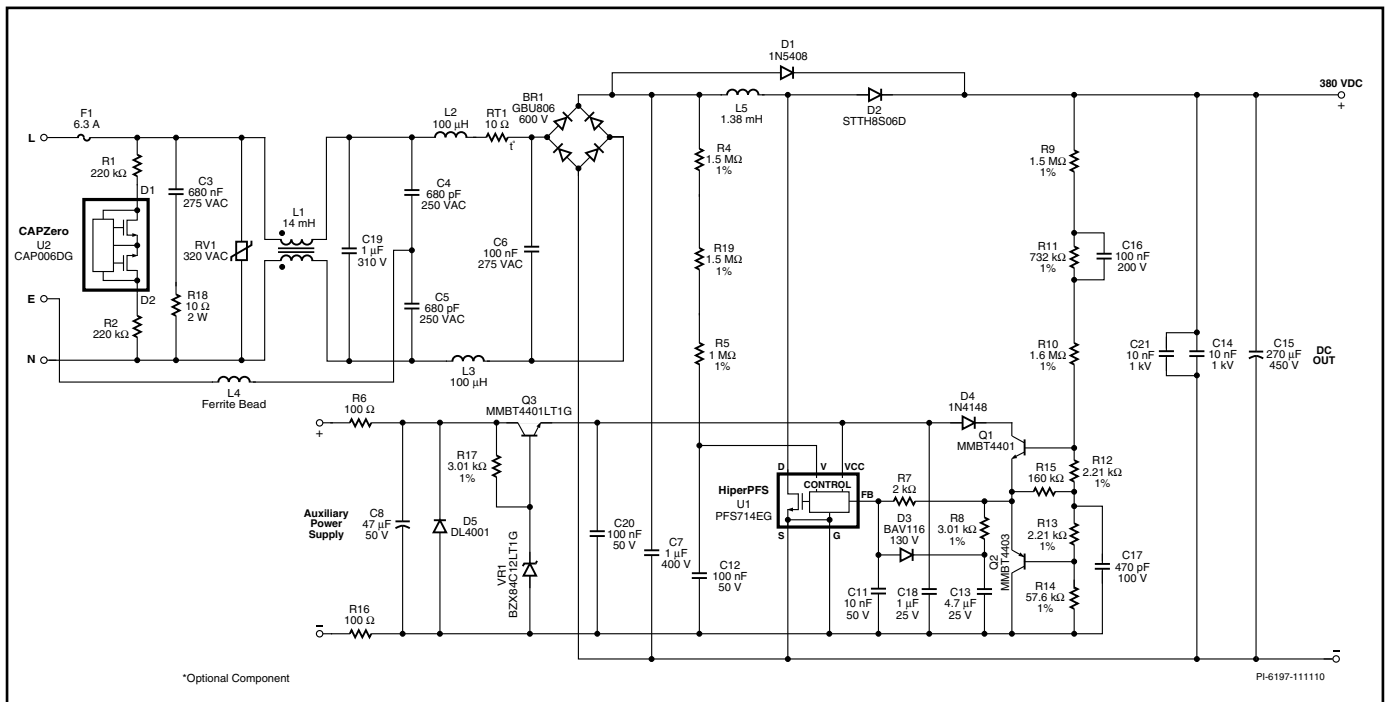 D1
1N5408
380 VDC
+
F1
6.3 A
L
L2
100 µH
RT1
10 Ω
t°
BR1
GBU806
600 V
L5
1.38 mH
D2
STTH8S06D
R1
220 kΩ
D1
C3
680 nF
275 VAC
CAPZero
U2
CAP006DG
RV1
320 VAC
L1
14 mH
C19
1 µF
310 V
C4
680 pF
250 VAC
C6
100 nF
275 VAC
R4
1.5 MΩ
1%
R9
1.5 MΩ
1%
R19
1.5 MΩ
1%
R11
732 kΩ
1%
C16
100 nF
200 V
D2
E
R18
10 Ω
2 W
C5
680 pF
250 VAC
R2
220 kΩ
N
L3
100 µH
L4
Ferrite Bead
R5
1 MΩ
1%
R10
1.6 MΩ
1%
C21
10 nF
1 kV
C14
10 nF
1 kV
C15
270 µF
450 V
DC
OUT
R6
100 Ω
+
Q3
MMBT4401LT1G
D4
1N4148
Q1
MMBT4401
R17
3.01 kΩ
1%
D
V
VCC
CONTROL
HiperPFS
U1
PFS714EG
FB
S
G
R7
2 kΩ
R15
160 kΩ
R12
2.21 kΩ
1%
Auxiliary
Power
Supply
C8
47 µF
50 V
D5
DL4001
VR1
BZX84C12LT1G
C20
100 nF
50 V
C7
1 µF
400 V
C12
100 nF
50 V
D3
BAV116
130 V
R8
3.01 kΩ
1%
Q2
MMBT4403
R13
2.21 kΩ
1%
C17
470 pF
100 V
C11
10 nF
50 V
C18
1 µF
25 V
C13
4.7 µF
25 V
R14
57.6 kΩ
1%
R16
100 Ω
–
–
*Optional Component
PI-6197-111110